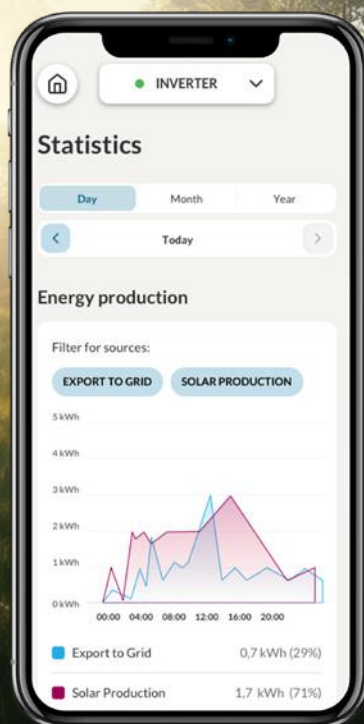 INVERTER
Statistics
Day Month Year
Today
Energy production
Filter for sources:
EXPORT TO GRID SOLAR PRODUCTION
5 kWh
4 kWh
3 kWh
2 kWh
1 kWh
0 kWh
00:00 04:00 08:00 12:00 16:00 20:00
Export to Grid 0,7 kWh (29%)
Solar Production 1,7 kWh (71%)